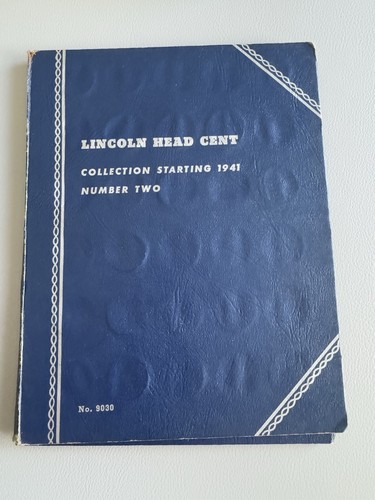 LINCOLN HEAD CENT
COLLECTION STARTING 1941
NUMBER TWO
No. 9030